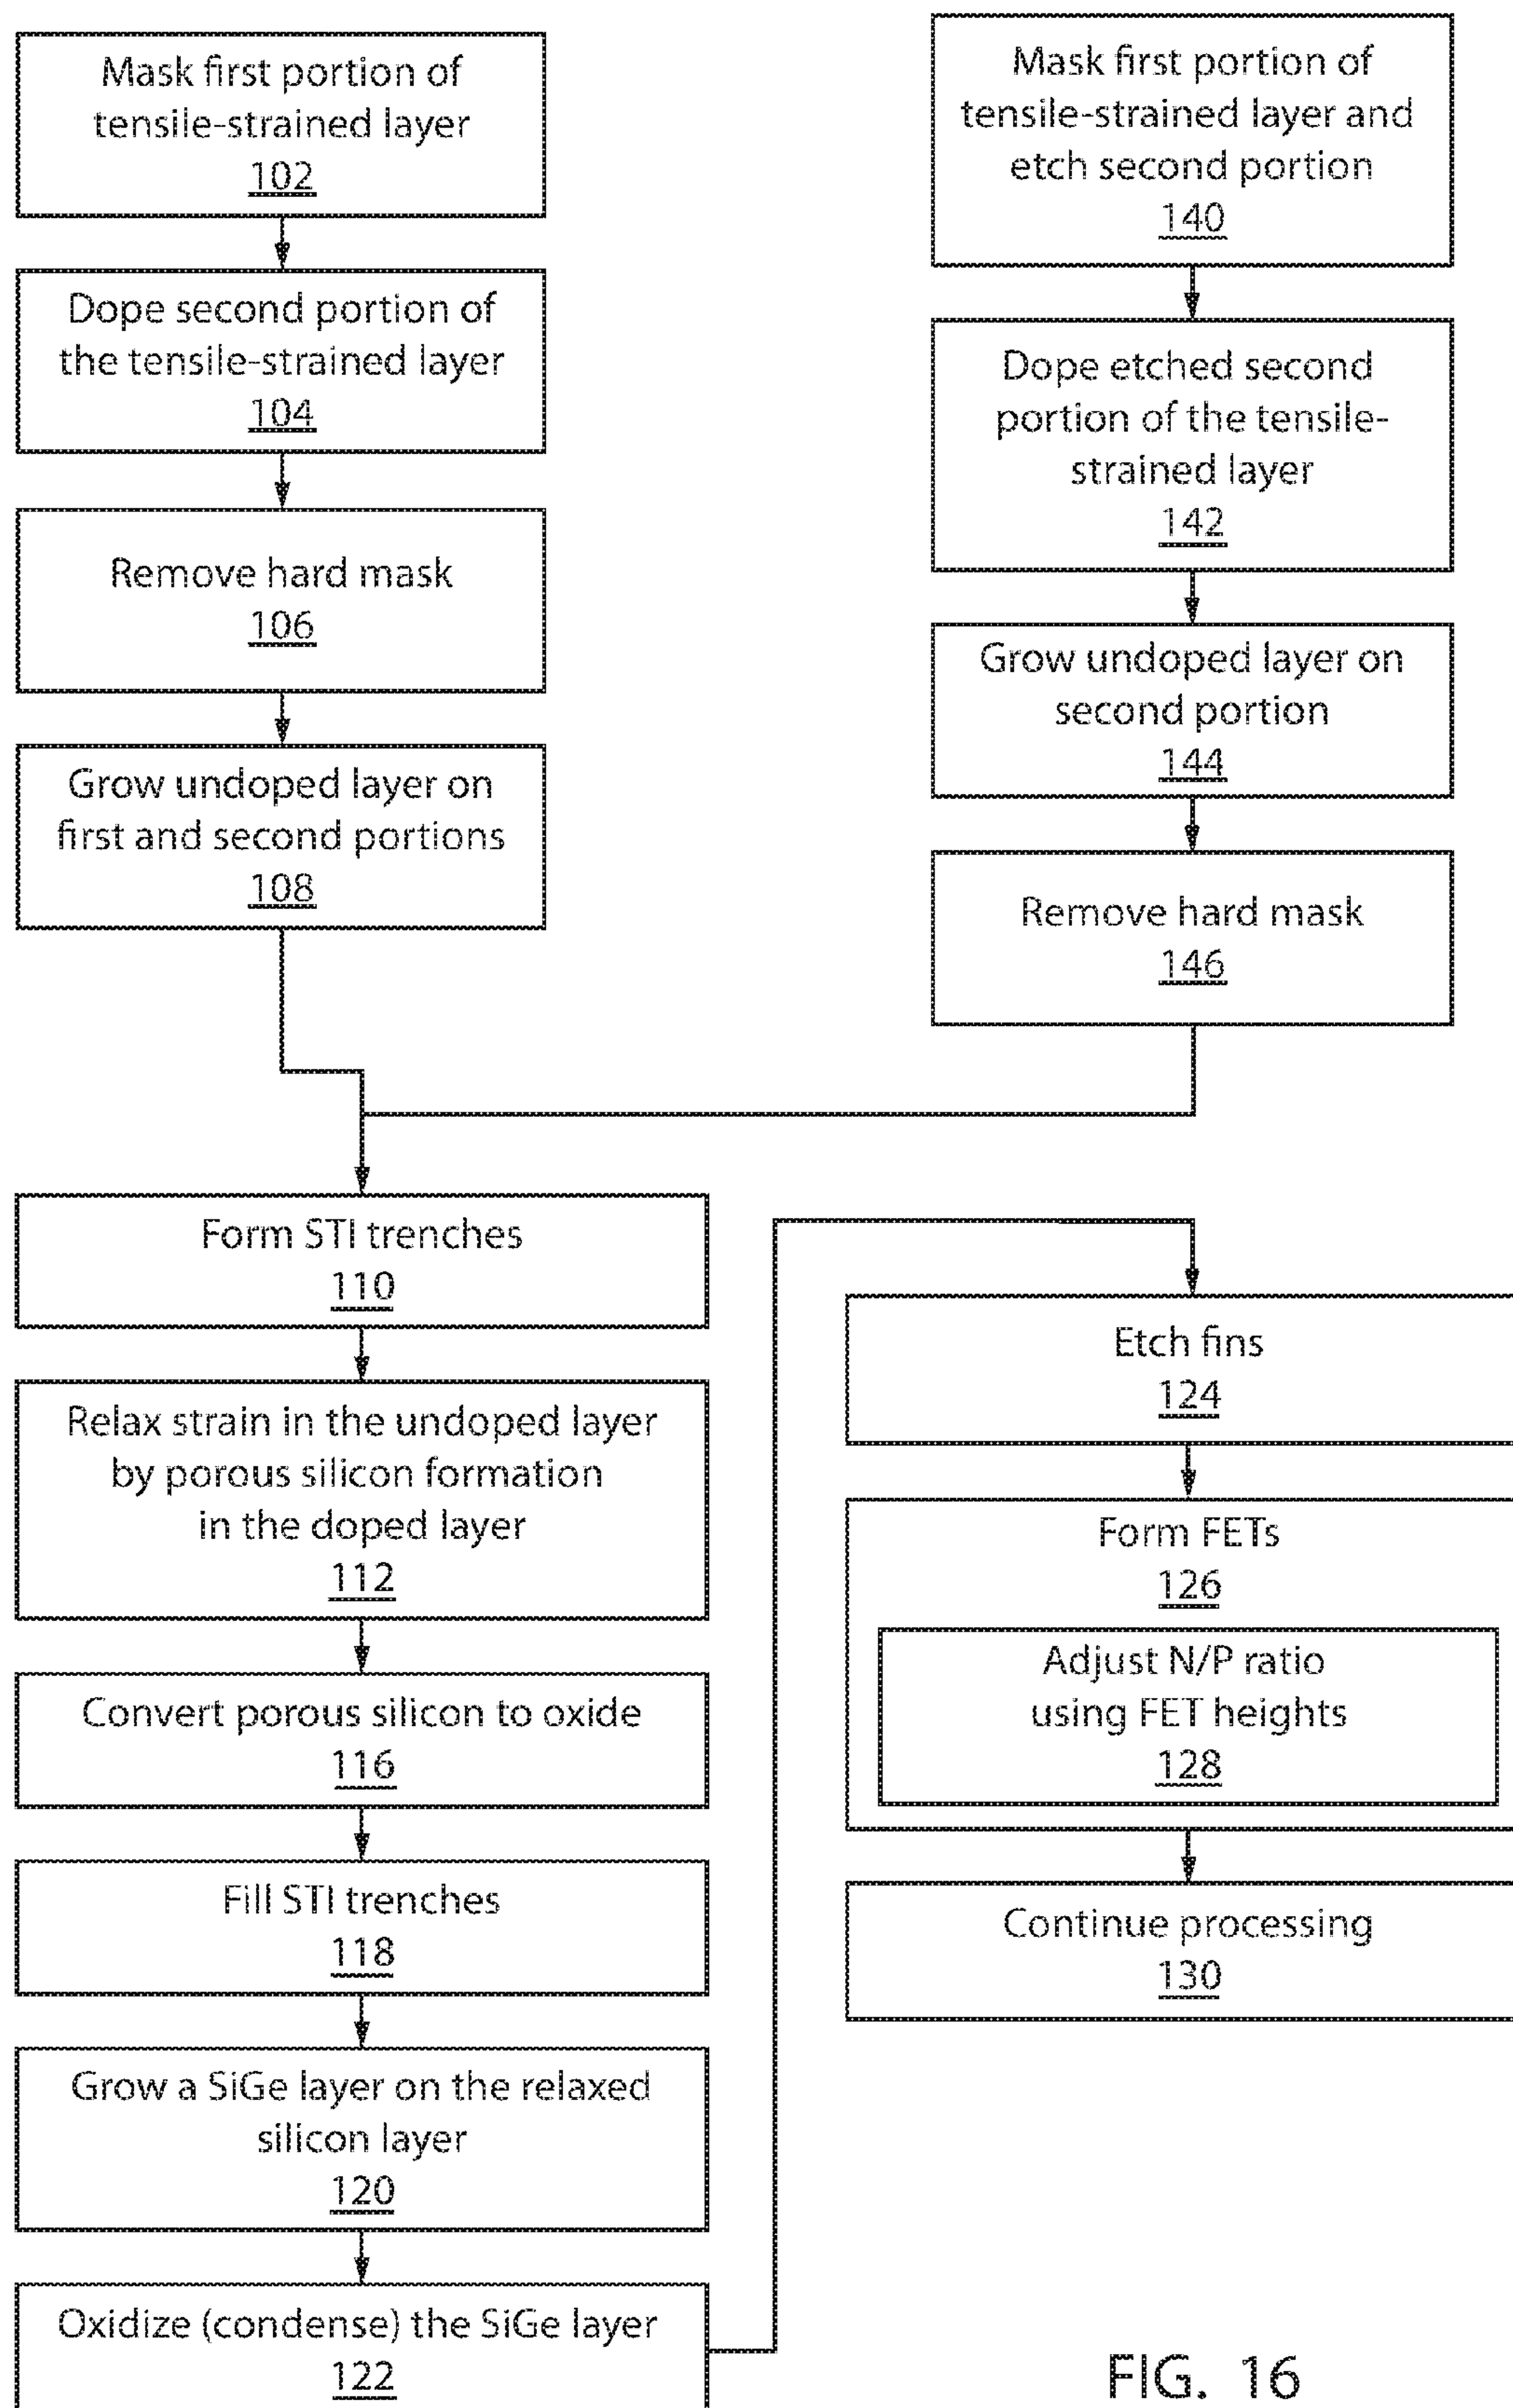 Mask first portion of
tensile-strained layer
102
Dope second portion of
the tensile-strained layer
104
Remove hard mask
106
Grow undoped layer on
first and second portions
108
Mask first portion of
tensile-strained layer and
etch second portion
140
Dope etched second
portion of the tensile-
strained layer
142
Grow undoped layer on
second portion
144
Remove hard mask
146
Form STI trenches
110
Relax strain in the undoped layer
by porous silicon formation
in the doped layer
112
Convert porous silicon to oxide
116
Fill STI trenches
118
Grow a SiGe layer on the relaxed
silicon layer
120
Oxidize (condense) the SiGe layer
122
Etch fins
124
Form FETs
126
Adjust N/P ratio
using FET heights
128
Continue processing
130
FIG. 16